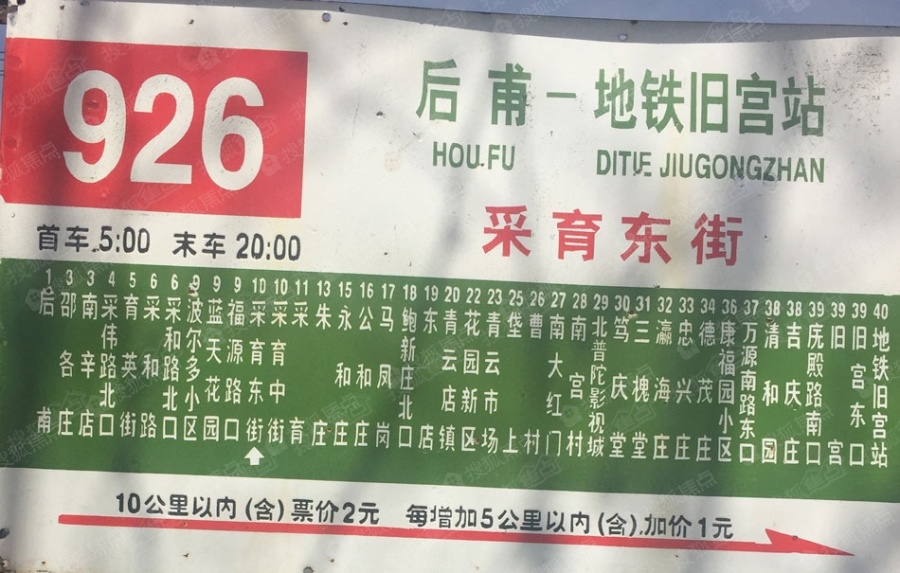 926
后甫－地铁旧宫站
HOU FU DITIE JIUGONGZHAN
首车 5:00 末车 20:00
采育东街
1 后甫
3 邵各庄
3 南辛店
4 采伟路北口
5 育英街
6 采和路
6 采和路北口
9 波尔多小区
9 蓝天花园
9 福源路口
10 采育东街
10 采育中街
11 采育
13 朱庄
15 永和庄
16 公和庄
17 马凤岗
18 鲍新庄北口
19 东店
20 青云店镇
22 花园新区
23 青云市场
25 垡上
26 曹村
27 南大红门
28 南宫村
29 北普陀影视城
30 笃庆堂
31 三槐堂
32 瀛海庄
33 忠兴庄
34 德茂庄
36 康福园小区
37 万源南路东口
38 清和园
38 吉庆庄
39 庑殿路南口
39 旧宫
39 旧宫东口
40 地铁旧宫站
10公里以内(含)票价2元 每增加5公里以内(含).加价1元